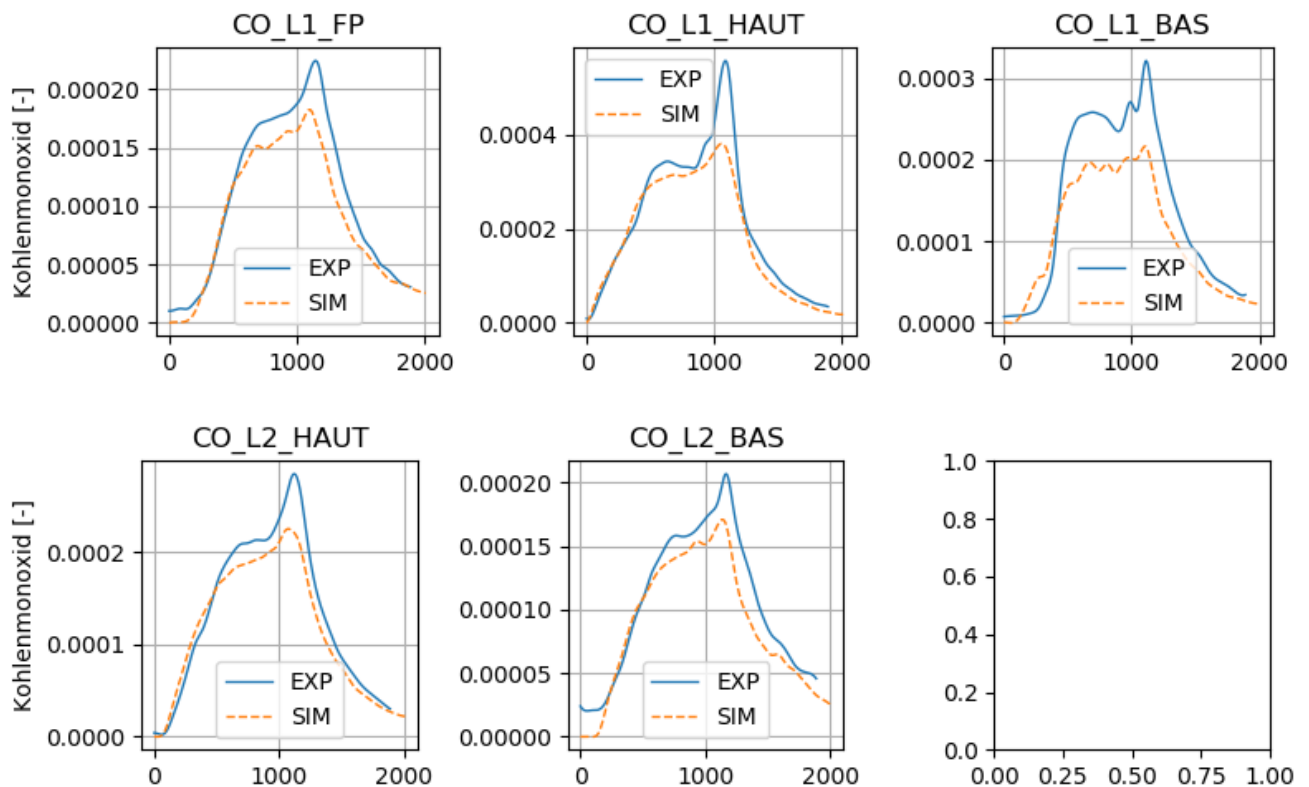 CO_L1_FP
CO_L1_HAUT
CO_L1_BAS
Kohlenmonoxid [-]
0.00020
0.00015
0.00010
0.00005
0.00000
EXP
SIM
0 1000 2000
EXP
SIM
0.0004
0.0002
0.0000
0 1000 2000
0.0003
0.0002
0.0001
0.0000
EXP
SIM
0 1000 2000
CO_L2_HAUT
CO_L2_BAS
Kohlenmonoxid [-]
0.0002
0.0001
0.0000
EXP
SIM
0 1000 2000
0.00020
0.00015
0.00010
0.00005
0.00000
EXP
SIM
0 1000 2000
1.0
0.8
0.6
0.4
0.2
0.0
0.00 0.25 0.50 0.75 1.00